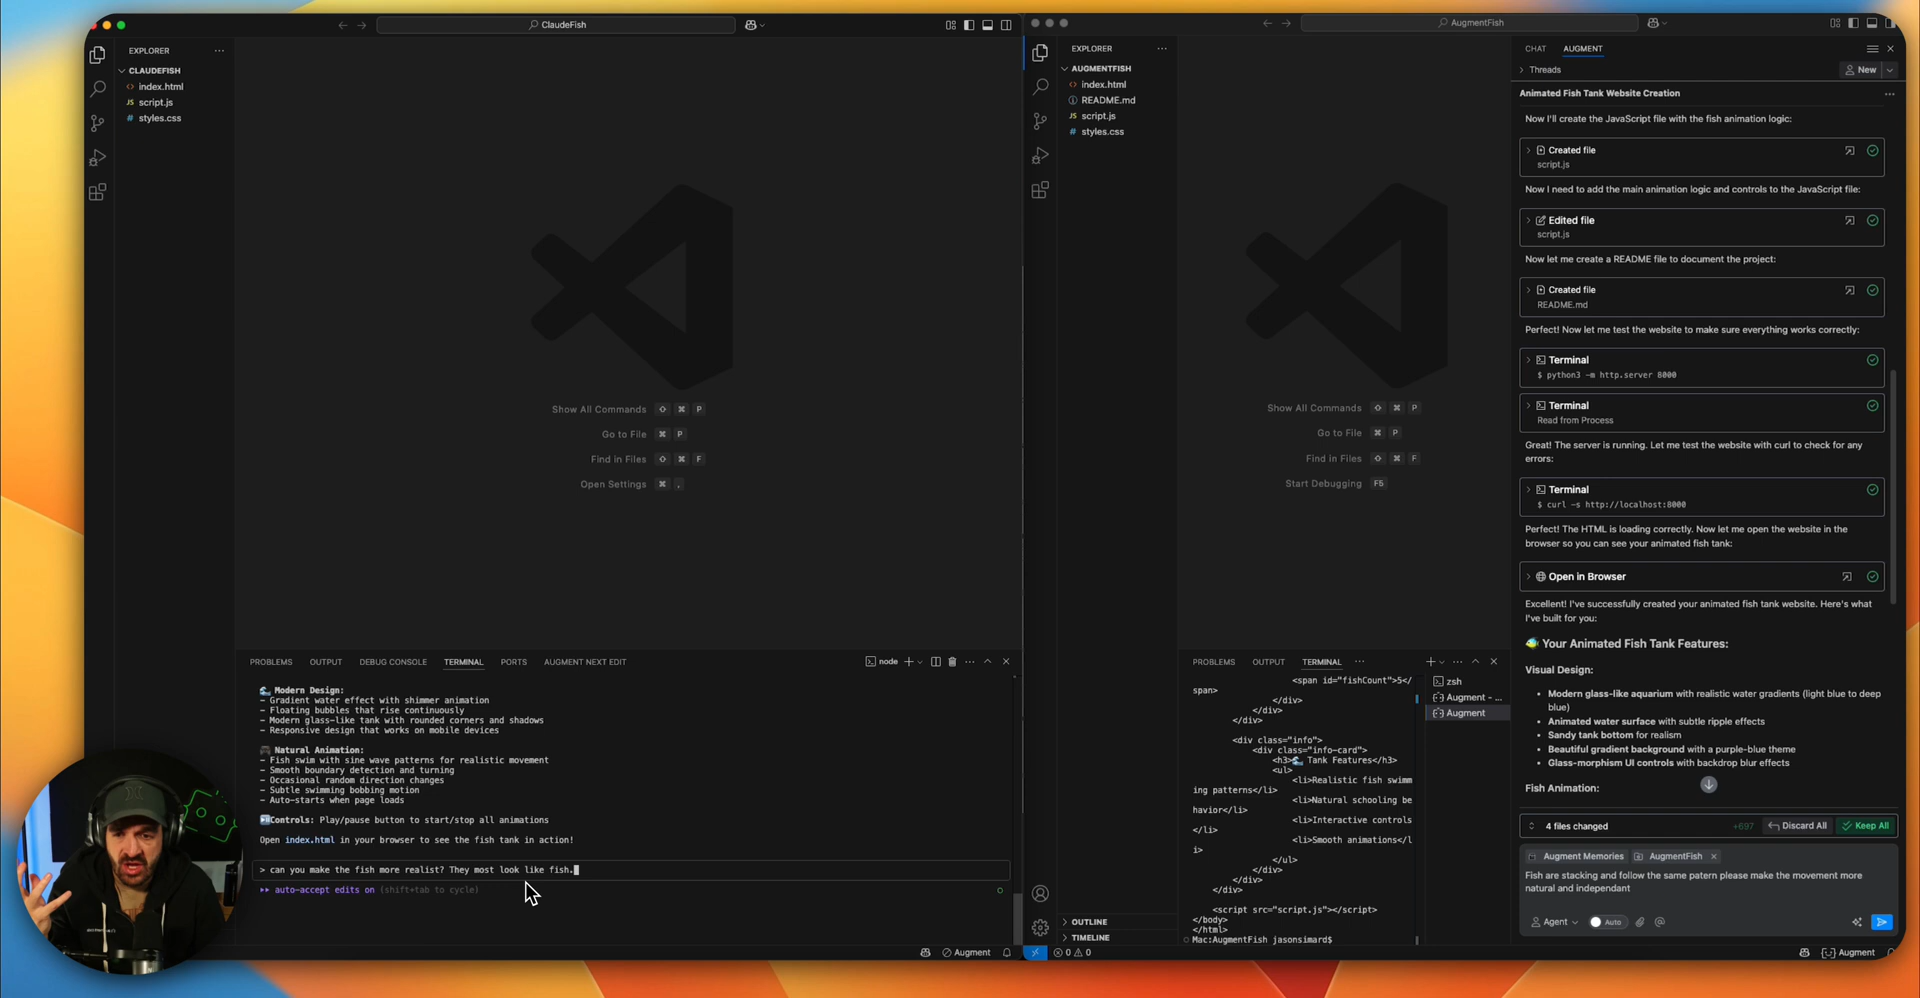 ClaudeFish
EXPLORER
CLAUDEFISH
index.html
JS script.js
# styles.css
Show All Commands ⇧ ⌘ P
Go to File ⌘ P
Find in Files ⇧ ⌘ F
Open Settings ⌘ ,
PROBLEMS OUTPUT DEBUG CONSOLE TERMINAL PORTS AUGMENT NEXT EDIT
node
Modern Design:
- Gradient water effect with shimmer animation
- Floating bubbles that rise continuously
- Modern glass-like tank with rounded corners and shadows
- Responsive design that works on mobile devices
Natural Animation:
- Fish swim with sine wave patterns for realistic movement
- Smooth boundary detection and turning
- Occasional random direction changes
- Subtle swimming bobbing motion
- Auto-starts when page loads
Controls: Play/pause button to start/stop all animations
Open index.html in your browser to see the fish tank in action!
> can you make the fish more realist? They most look like fish.
auto-accept edits on (shift+tab to cycle)
Augment
AugmentFish
EXPLORER
AUGMENTFISH
index.html
README.md
JS script.js
# styles.css
Show All Commands ⇧ ⌘ P
Go to File ⌘ P
Find in Files ⇧ ⌘ F
Start Debugging F5
PROBLEMS OUTPUT TERMINAL
<span id="fishCount">5</
span>
</div>
</div>
</div>
<div class="info">
<div class="info-card">
<h3>🌊 Tank Features</h3>
<ul>
<li>Realistic fish swimm
ing patterns</li>
<li>Natural schooling be
havior</li>
<li>Interactive controls
</li>
<li>Smooth animations</l
i>
</ul>
</div>
</div>
</div>
<script src="script.js"></script>
</body>
</html>
Mac:AugmentFish jasonsimard$
zsh
Augment - ...
Augment
OUTLINE
TIMELINE
0 0
CHAT AUGMENT
Threads
New
Animated Fish Tank Website Creation
Now I'll create the JavaScript file with the fish animation logic:
Created file
script.js
Now I need to add the main animation logic and controls to the JavaScript file:
Edited file
script.js
Now let me create a README file to document the project:
Created file
README.md
Perfect! Now let me test the website to make sure everything works correctly:
Terminal
$ python3 -m http.server 8000
Terminal
Read from Process
Great! The server is running. Let me test the website with curl to check for any
errors:
Terminal
$ curl -s http://localhost:8000
Perfect! The HTML is loading correctly. Now let me open the website in the
browser so you can see your animated fish tank:
Open in Browser
Excellent! I've successfully created your animated fish tank website. Here's what
I've built for you:
🐠 Your Animated Fish Tank Features:
Visual Design:
• Modern glass-like aquarium with realistic water gradients (light blue to deep
blue)
• Animated water surface with subtle ripple effects
• Sandy tank bottom for realism
• Beautiful gradient background with a purple-blue theme
• Glass-morphism UI controls with backdrop blur effects
Fish Animation:
4 files changed +697 Discard All Keep All
Augment Memories AugmentFish
Fish are stacking and follow the same patern please make the movement more
natural and independant
Agent Auto
Augment